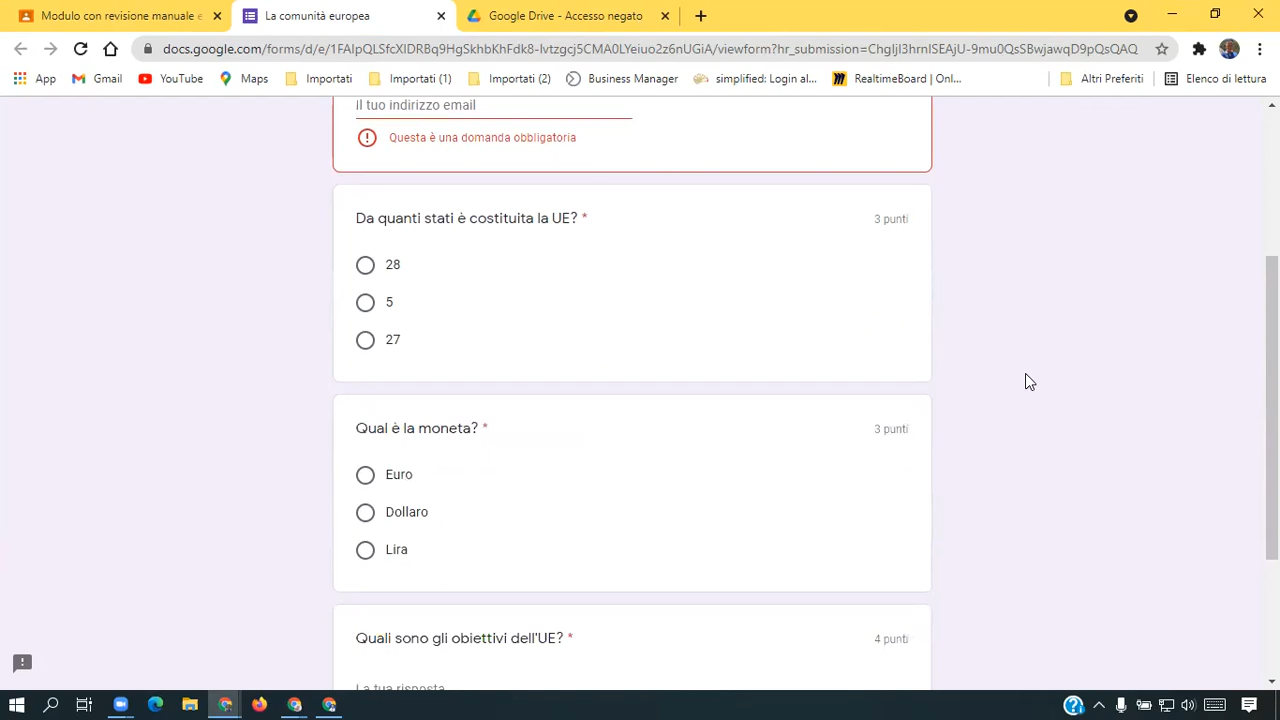 Modulo con revisione manuale e
La comunità europea
Google Drive - Accesso negato
docs.google.com/forms/d/e/1FAIpQLSfcXIDRBq9HgSkhbKhFdk8-lvtzgcj5CMA0LYeiuo2z6nUGiA/viewform?hr_submission=ChgIjI3hrnISEAjU-9mu0QsSBwjawqD9pQsQAQ
App
Gmail
YouTube
Maps
Importati
Importati (1)
Importati (2)
Business Manager
simplified: Login al...
RealtimeBoard | Onl...
Altri Preferiti
Elenco di lettura
il tuo indirizzo email
Questa è una domanda obbligatoria
Da quanti stati è costituita la UE? *
3 punti
28
5
27
Qual è la moneta? *
3 punti
Euro
Dollaro
Lira
Quali sono gli obiettivi dell'UE? *
4 punti
La tua risposta